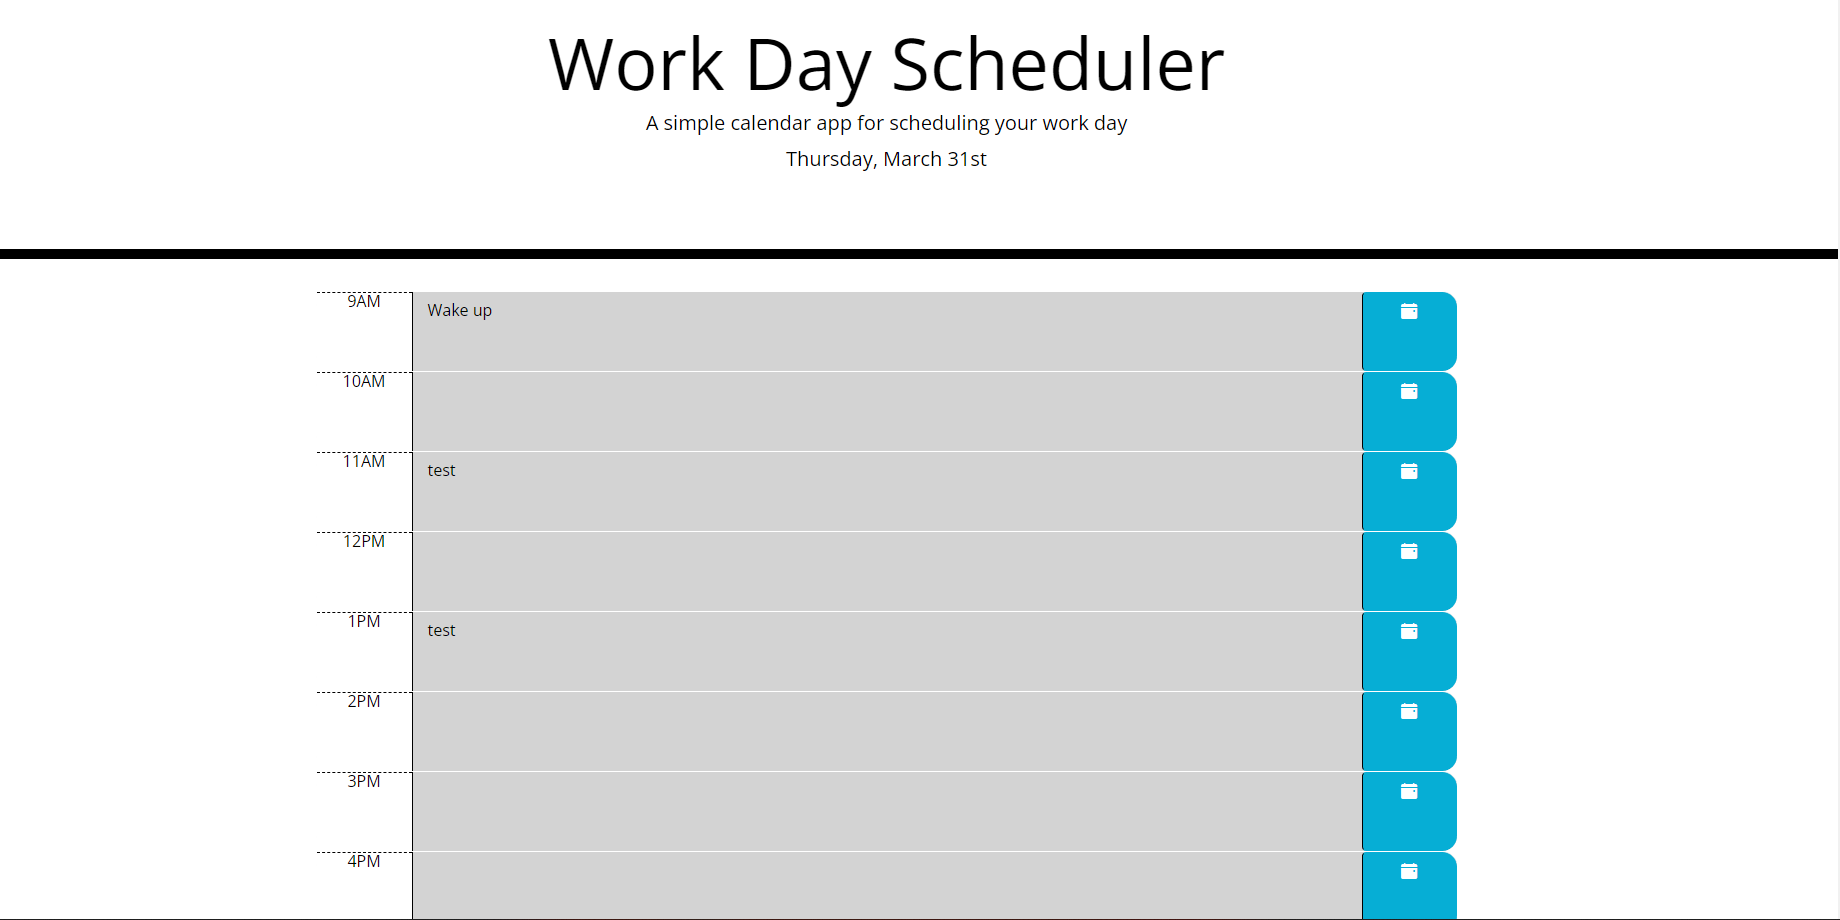 Work Day Scheduler
A simple calendar app for scheduling your work day
Thursday, March 31st
9AM
Wake up
10AM
11AM
test
12PM
1PM
test
2PM
3PM
4PM